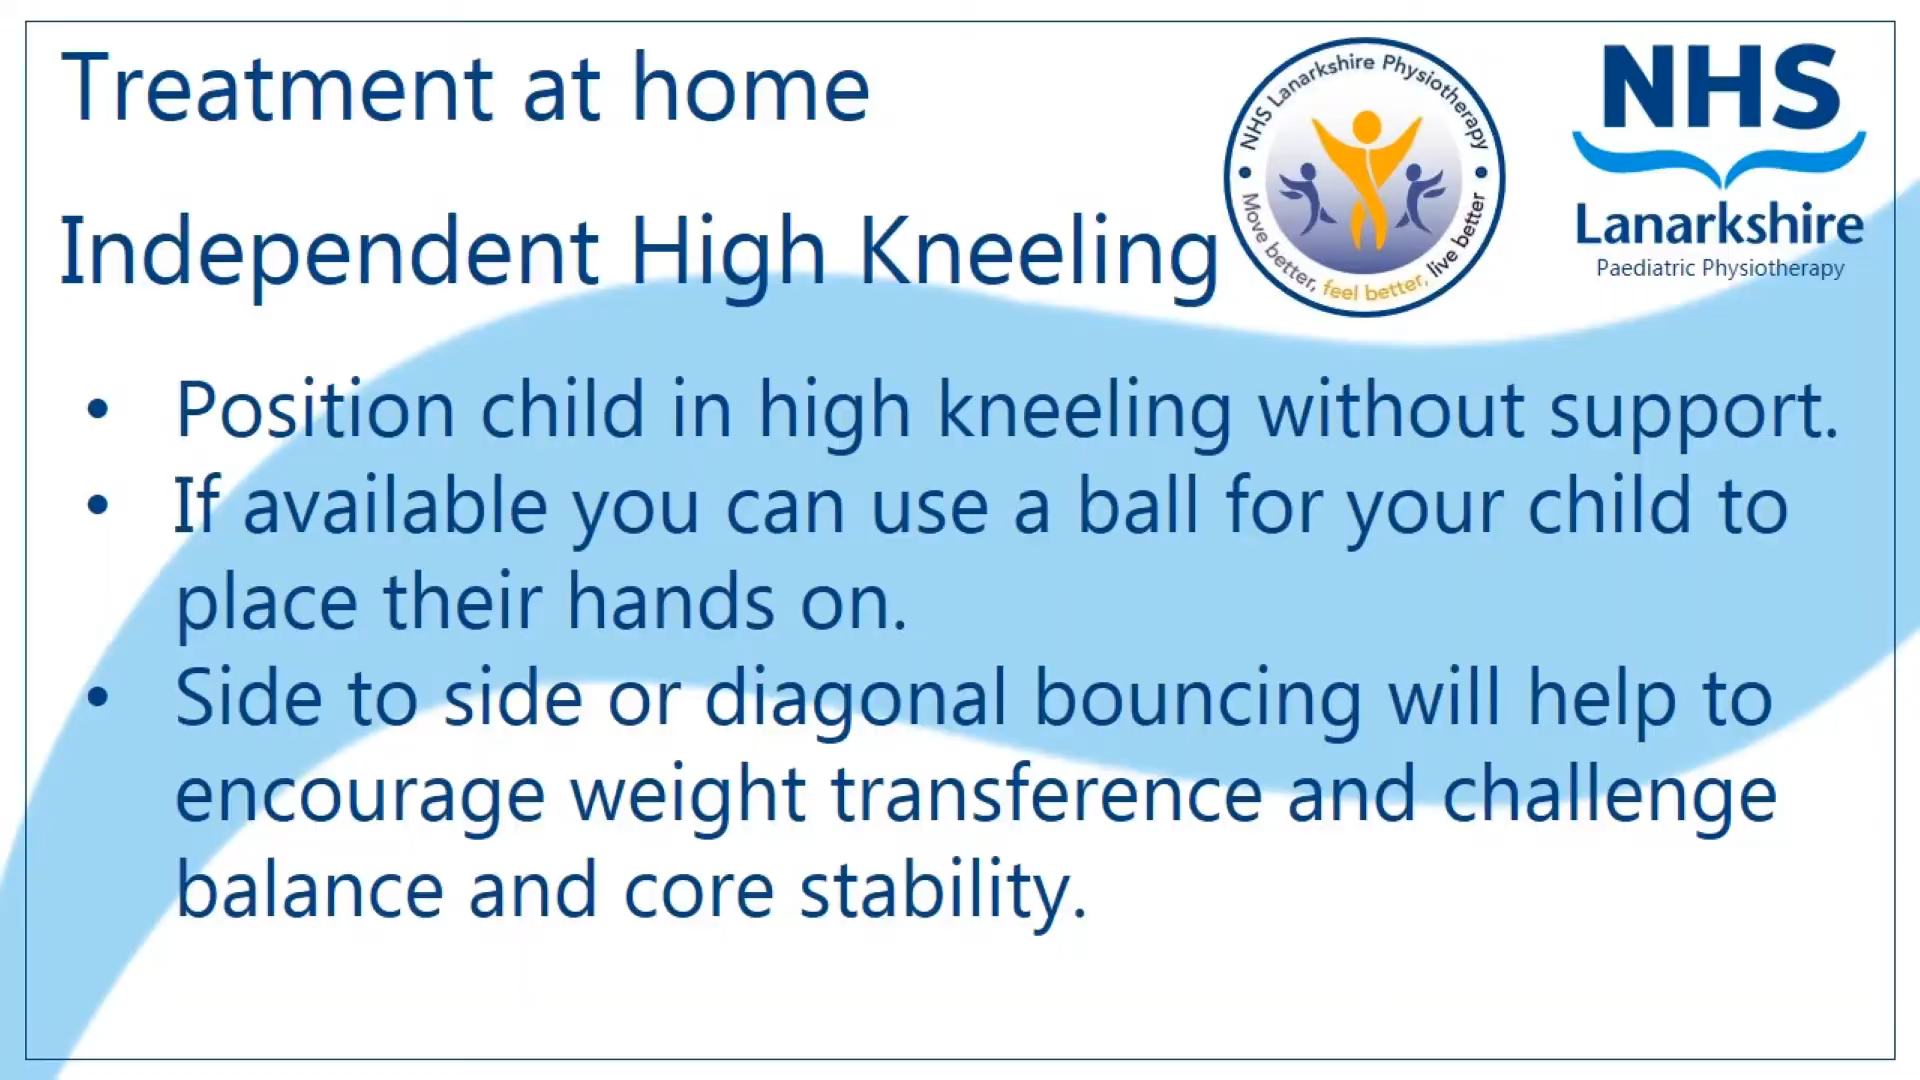 Treatment at home
Independent High Kneeling
NHS Lanarkshire Physiotherapy
Move better, feel better, live better
NHS
Lanarkshire
Paediatric Physiotherapy
• Position child in high kneeling without support.
• If available you can use a ball for your child to
place their hands on.
• Side to side or diagonal bouncing will help to
encourage weight transference and challenge
balance and core stability.